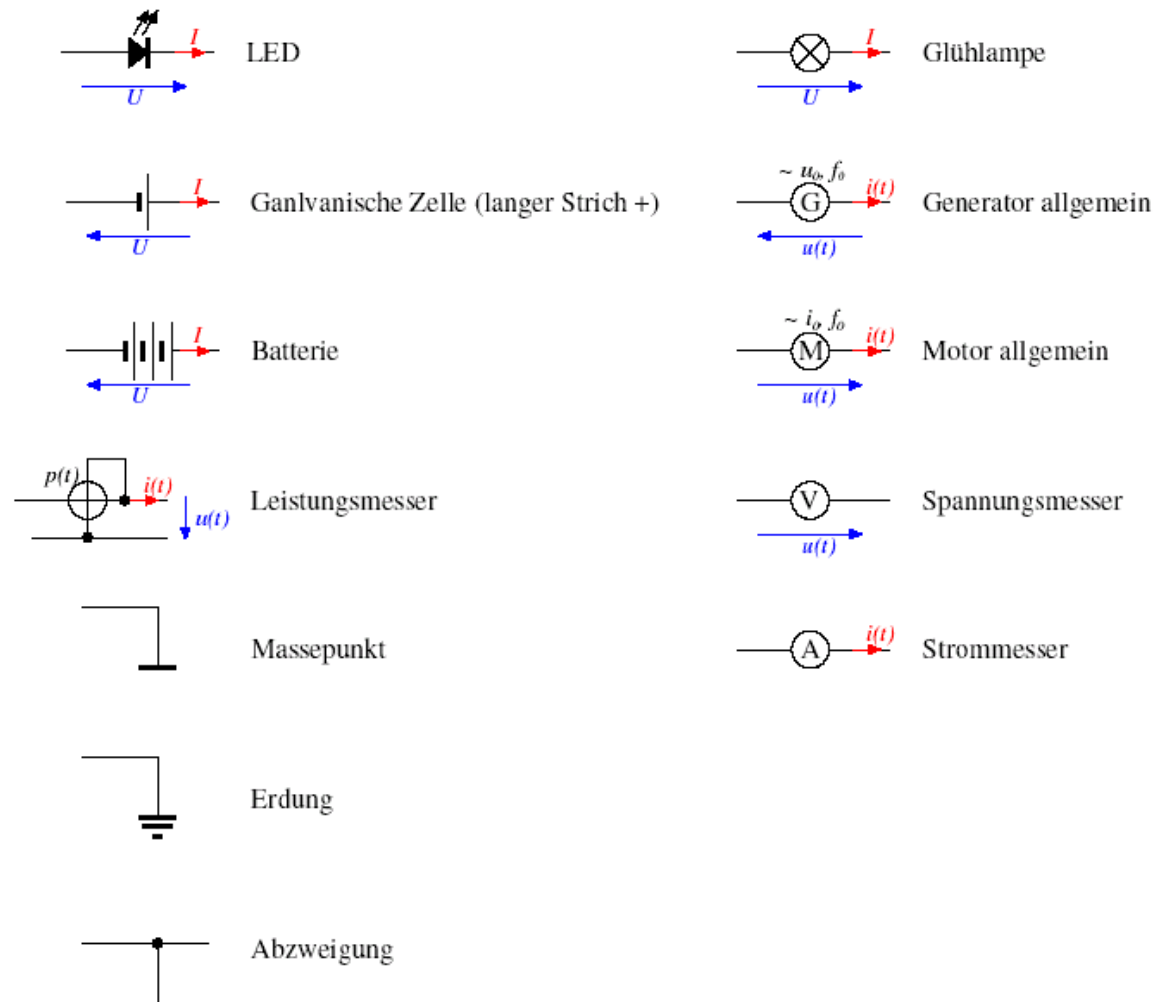 I
LED
U
I
Glühlampe
U
I
Ganlvanische Zelle (langer Strich +)
U
~ u₀, f₀
G
i(t)
Generator allgemein
u(t)
I
Batterie
U
~ i₀, f₀
M
i(t)
Motor allgemein
u(t)
p(t)
i(t)
u(t)
Leistungsmesser
V
Spannungsmesser
u(t)
Massepunkt
A
i(t)
Strommesser
Erdung
Abzweigung